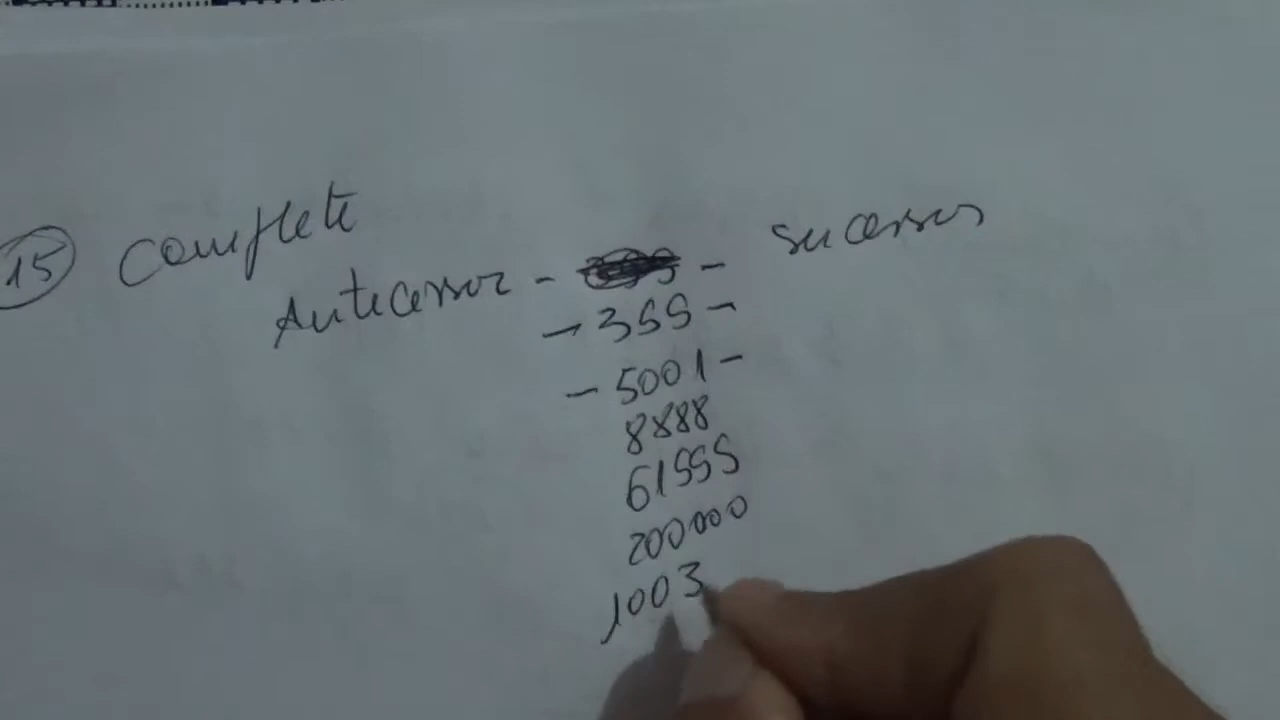 15 Complete
Antecessor - - sucessor
- 355 -
- 5001 -
8888
61555
200000
1003